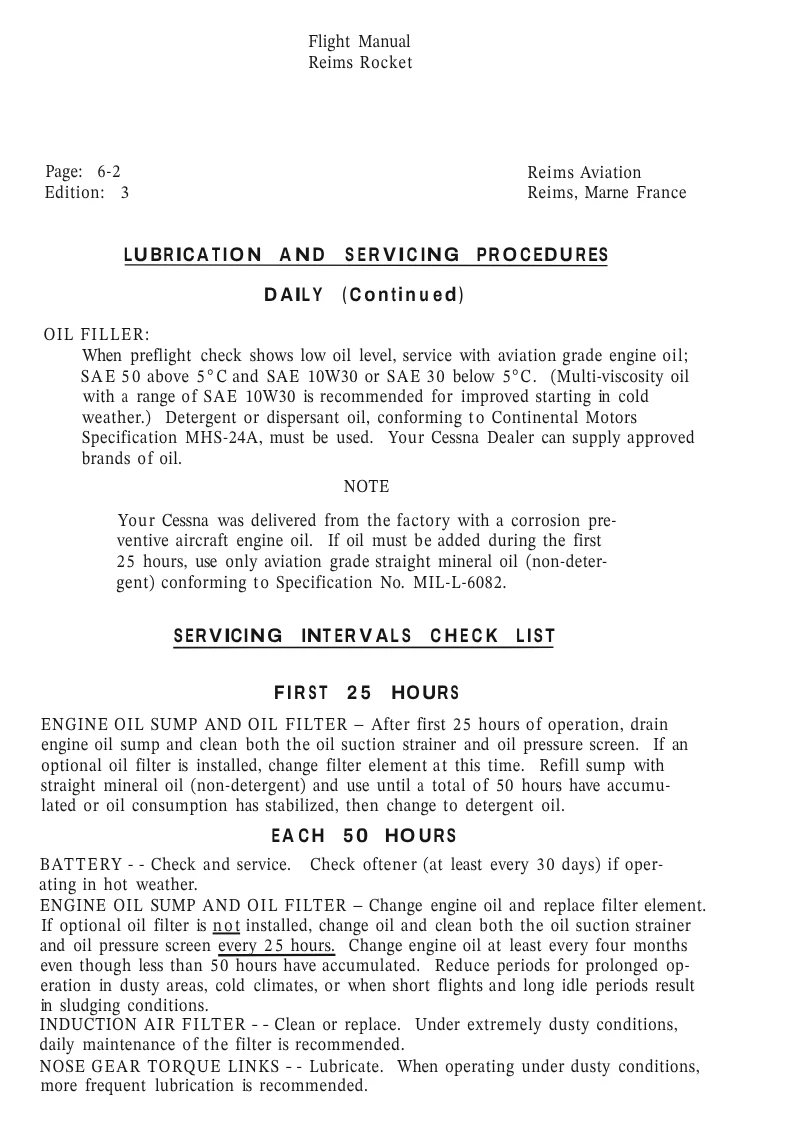 Flight Manual
Reims Rocket
Page: 6-2
Reims Aviation
Edition: 3
Reims, Marne France
LUBRICATION AND SERVICING PROCEDURES
DAILY (Continued)
OIL FILLER:
When preflight check shows low oil level, service with aviation grade engine oil;
SAE 50 above 5°C and SAE 10W30 or SAE 30 below 5°C. (Multi-viscosity oil
with a range of SAE 10W30 is recommended for improved starting in cold
weather.) Detergent or dispersant oil, conforming to Continental Motors
Specification MHS-24A, must be used. Your Cessna Dealer can supply approved
brands of oil.
NOTE
Your Cessna was delivered from the factory with a corrosion pre-
ventive aircraft engine oil. If oil must be added during the first
25 hours, use only aviation grade straight mineral oil (non-deter-
gent) conforming to Specification No. MIL-L-6082.
SERVICING INTERVALS CHECK LIST
FIRST 25 HOURS
ENGINE OIL SUMP AND OIL FILTER – After first 25 hours of operation, drain
engine oil sump and clean both the oil suction strainer and oil pressure screen. If an
optional oil filter is installed, change filter element at this time. Refill sump with
straight mineral oil (non-detergent) and use until a total of 50 hours have accumu-
lated or oil consumption has stabilized, then change to detergent oil.
EACH 50 HOURS
BATTERY - - Check and service. Check oftener (at least every 30 days) if oper-
ating in hot weather.
ENGINE OIL SUMP AND OIL FILTER – Change engine oil and replace filter element.
If optional oil filter is not installed, change oil and clean both the oil suction strainer
and oil pressure screen every 25 hours. Change engine oil at least every four months
even though less than 50 hours have accumulated. Reduce periods for prolonged op-
eration in dusty areas, cold climates, or when short flights and long idle periods result
in sludging conditions.
INDUCTION AIR FILTER - - Clean or replace. Under extremely dusty conditions,
daily maintenance of the filter is recommended.
NOSE GEAR TORQUE LINKS - - Lubricate. When operating under dusty conditions,
more frequent lubrication is recommended.